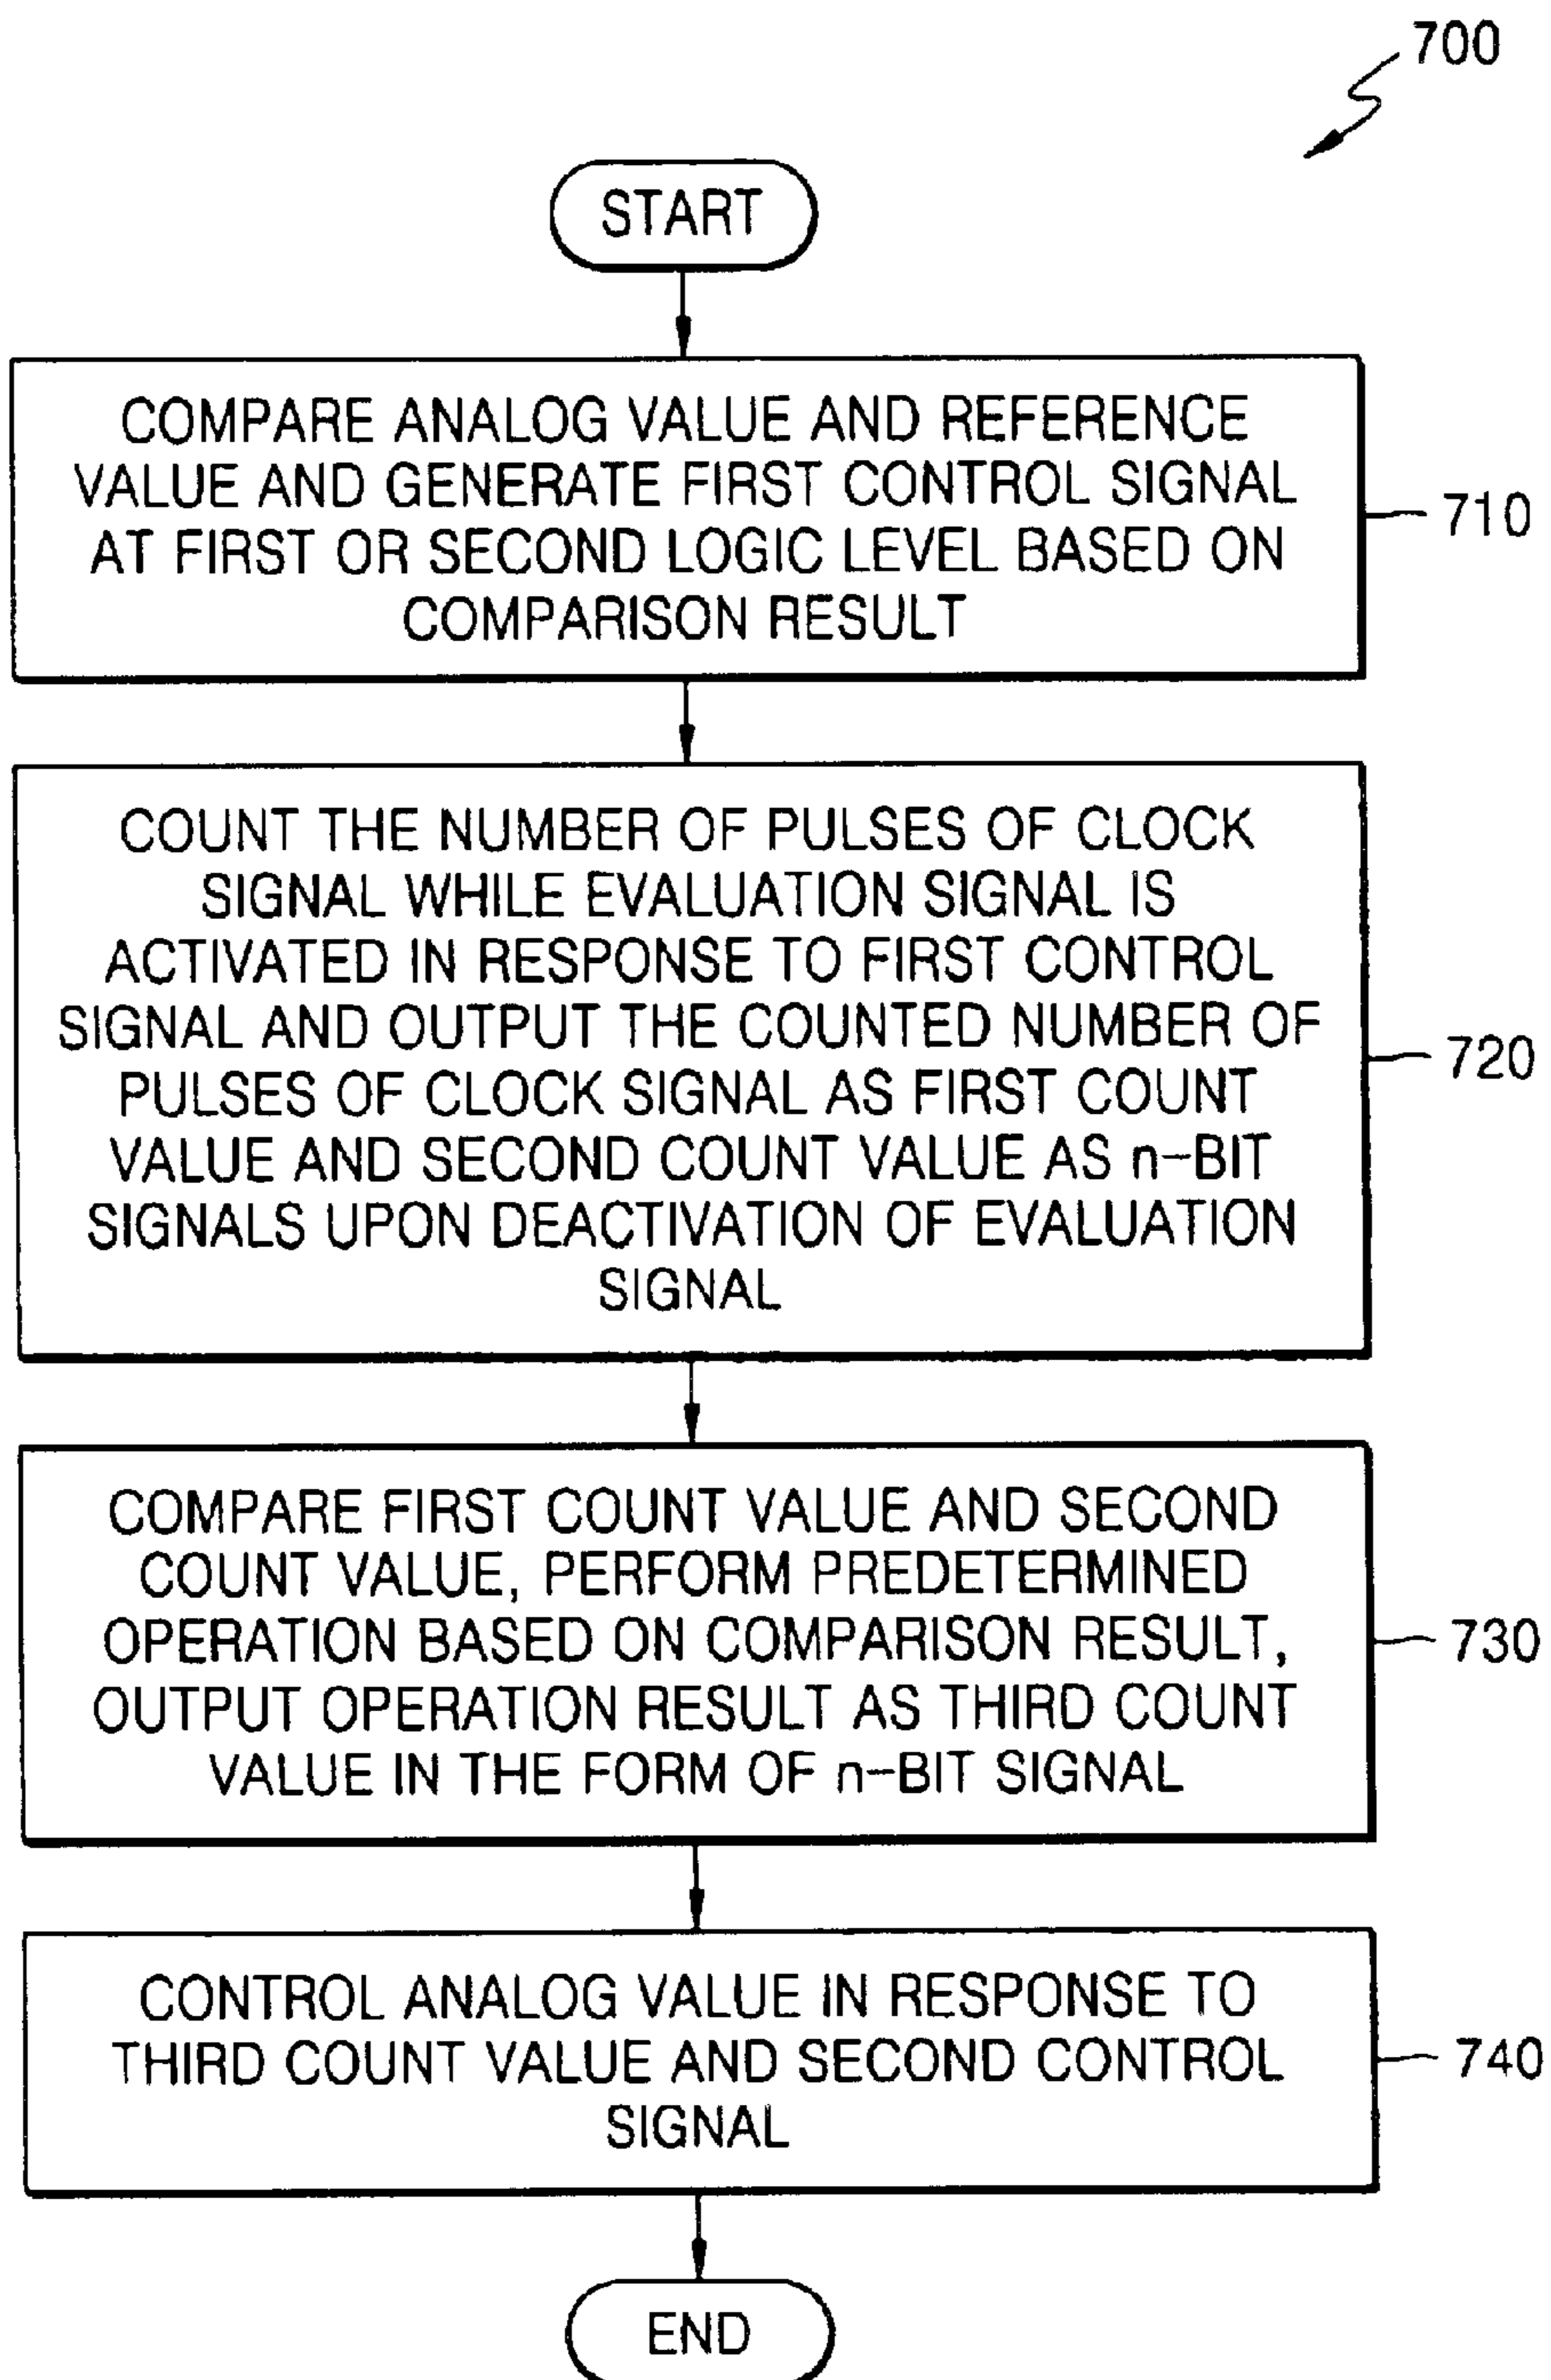 700
START
COMPARE ANALOG VALUE AND REFERENCE
VALUE AND GENERATE FIRST CONTROL SIGNAL
AT FIRST OR SECOND LOGIC LEVEL BASED ON
COMPARISON RESULT
710
COUNT THE NUMBER OF PULSES OF CLOCK
SIGNAL WHILE EVALUATION SIGNAL IS
ACTIVATED IN RESPONSE TO FIRST CONTROL
SIGNAL AND OUTPUT THE COUNTED NUMBER OF
PULSES OF CLOCK SIGNAL AS FIRST COUNT
VALUE AND SECOND COUNT VALUE AS n-BIT
SIGNALS UPON DEACTIVATION OF EVALUATION
SIGNAL
720
COMPARE FIRST COUNT VALUE AND SECOND
COUNT VALUE, PERFORM PREDETERMINED
OPERATION BASED ON COMPARISON RESULT,
OUTPUT OPERATION RESULT AS THIRD COUNT
VALUE IN THE FORM OF n-BIT SIGNAL
730
CONTROL ANALOG VALUE IN RESPONSE TO
THIRD COUNT VALUE AND SECOND CONTROL
SIGNAL
740
END